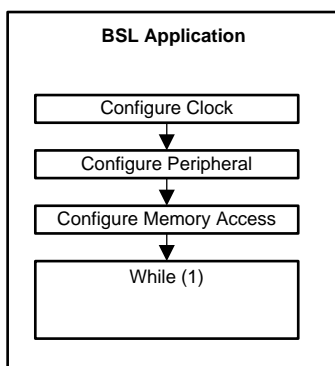 BSL Application
Configure Clock
Configure Peripheral
Configure Memory Access
While (1)